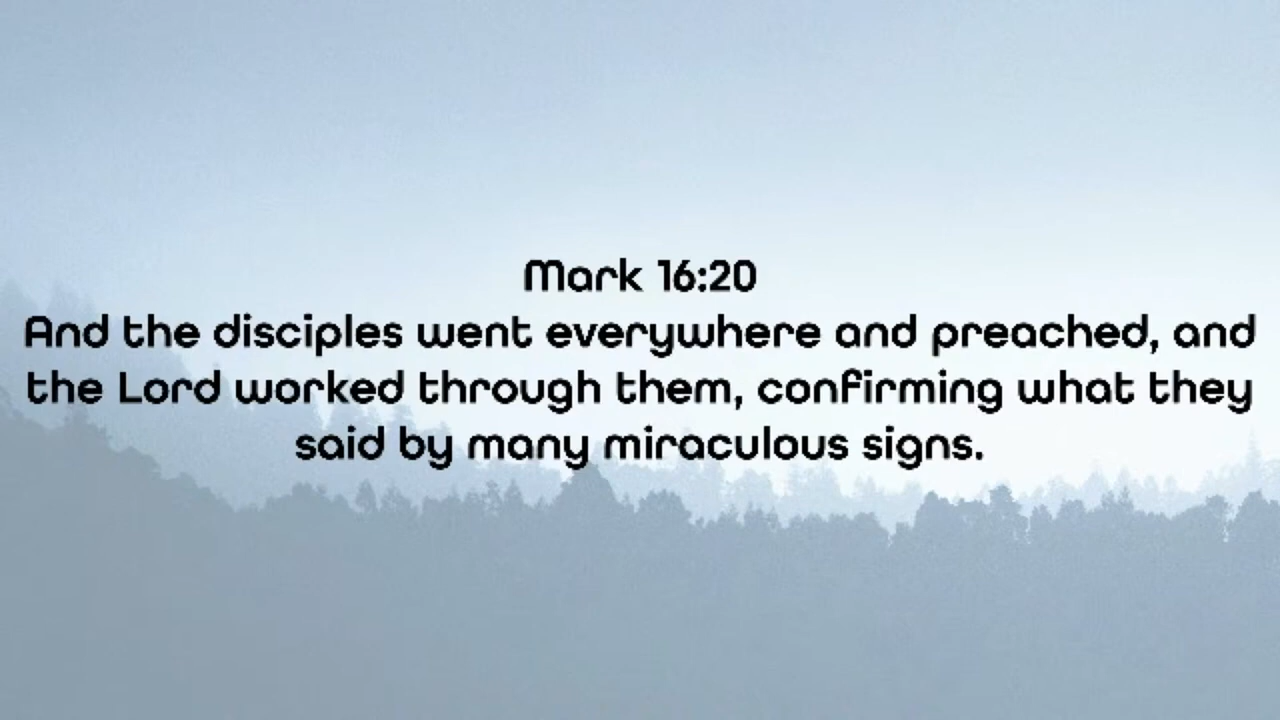 Mark 16:20
And the disciples went everywhere and preached, and
the Lord worked through them, confirming what they
said by many miraculous signs.